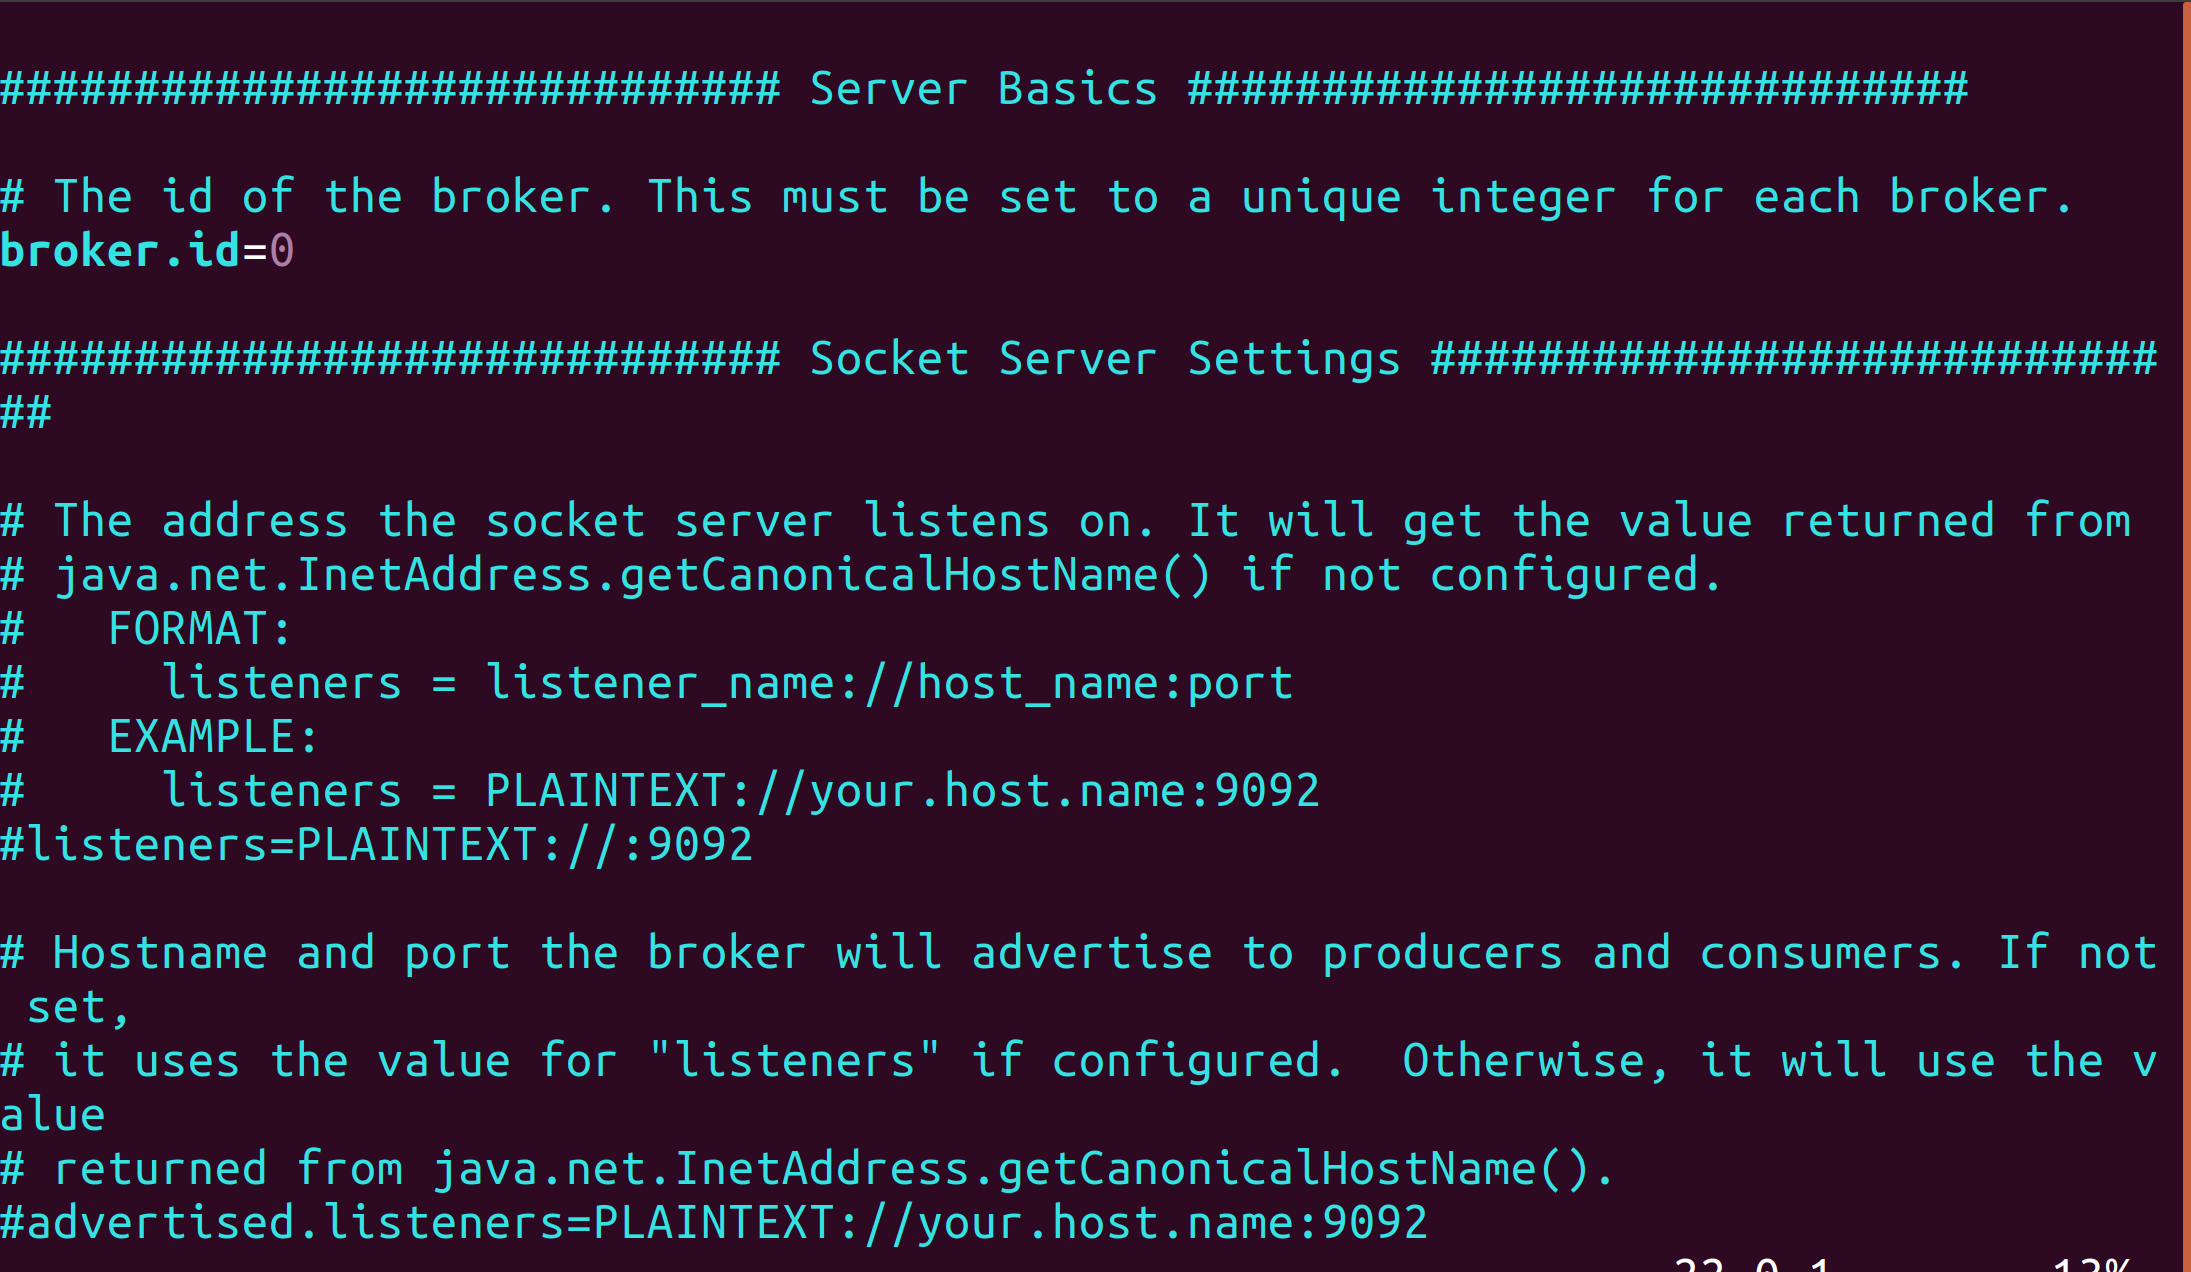 ############################# Server Basics #############################
# The id of the broker. This must be set to a unique integer for each broker.
broker.id=0
############################# Socket Server Settings ###########################
##
# The address the socket server listens on. It will get the value returned from
# java.net.InetAddress.getCanonicalHostName() if not configured.
#   FORMAT:
#     listeners = listener_name://host_name:port
#   EXAMPLE:
#     listeners = PLAINTEXT://your.host.name:9092
#listeners=PLAINTEXT://:9092
# Hostname and port the broker will advertise to producers and consumers. If not
 set,
# it uses the value for "listeners" if configured.  Otherwise, it will use the v
alue
# returned from java.net.InetAddress.getCanonicalHostName().
#advertised.listeners=PLAINTEXT://your.host.name:9092